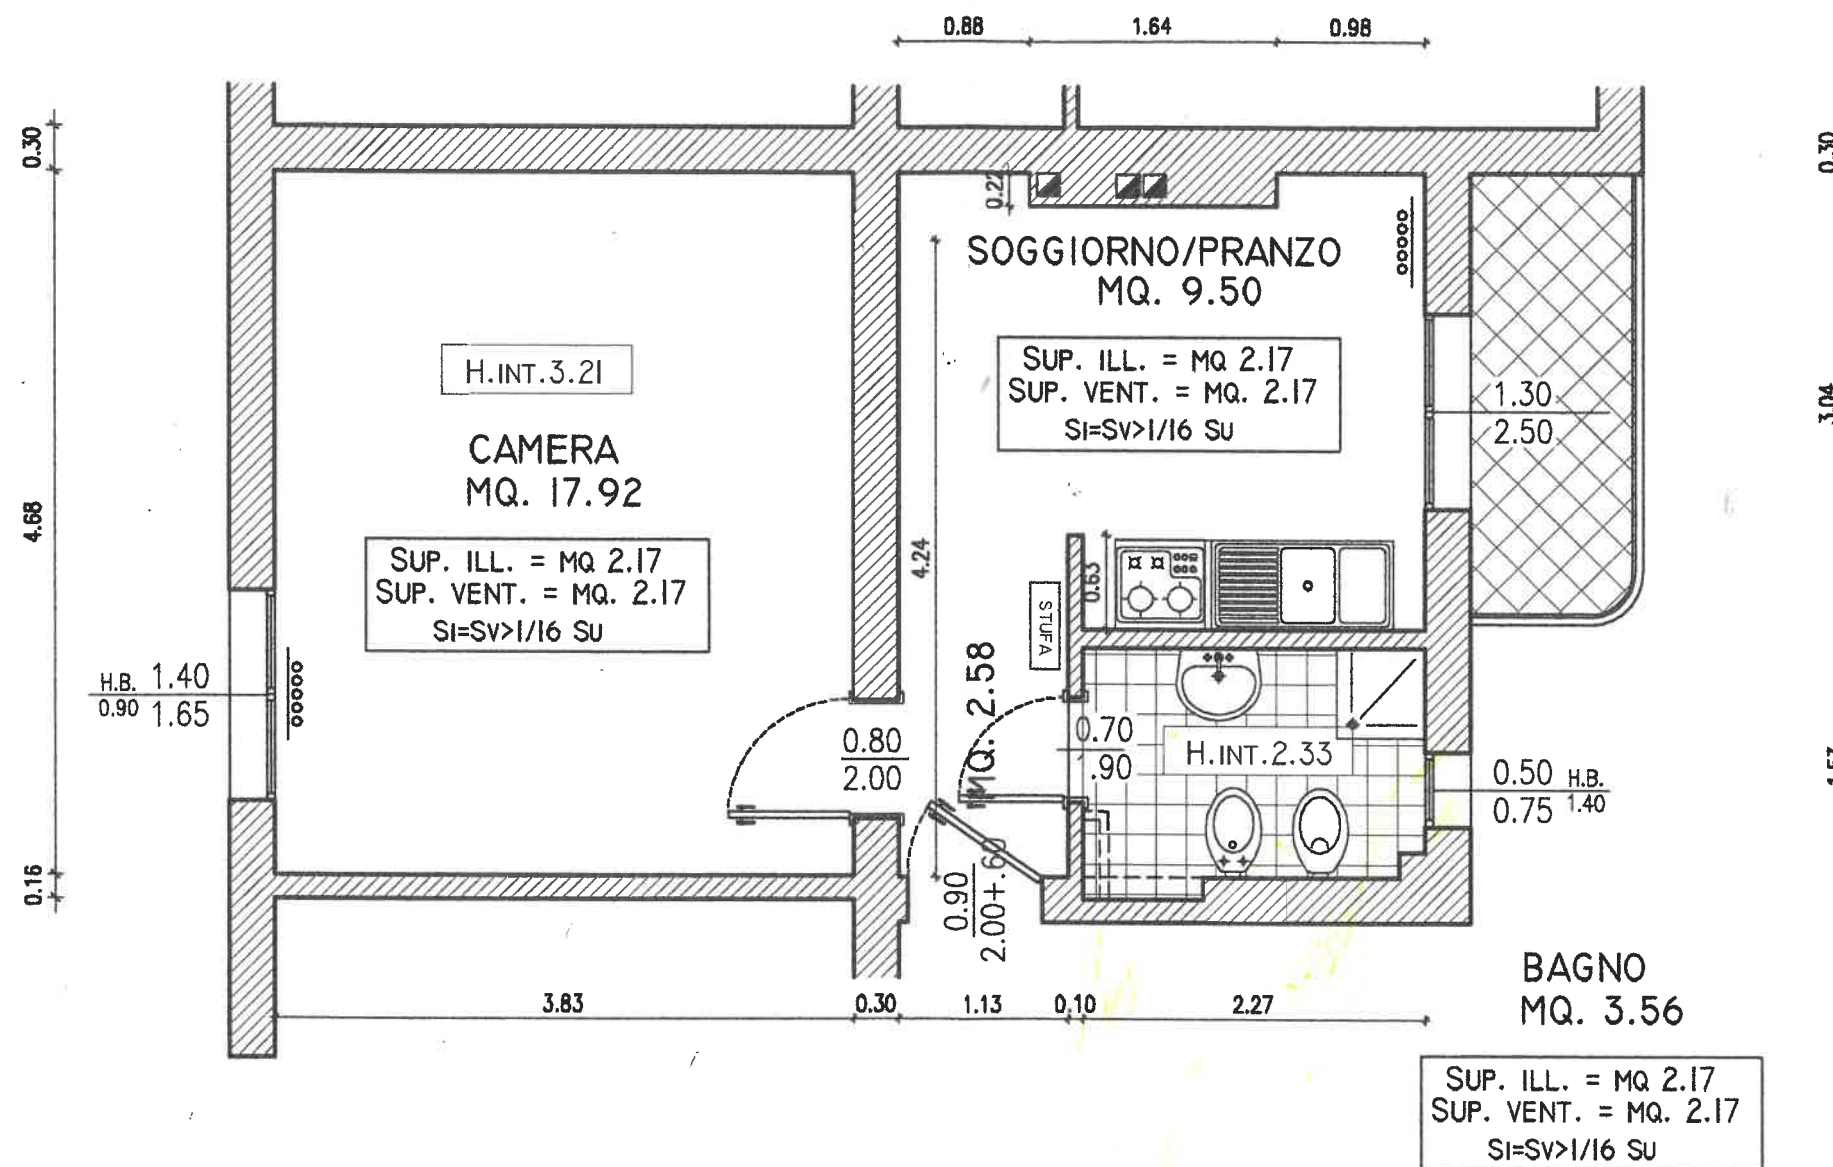 0.88 1.64 0.98
0.30
0.30
0.22
SOGGIORNO/PRANZO
MQ. 9.50
SUP. ILL. = MQ 2.17
SUP. VENT. = MQ. 2.17
SI=SV>1/16 SU
H.INT.3.21
1.30
2.50
3.04
CAMERA
MQ. 17.92
4.68
SUP. ILL. = MQ 2.17
SUP. VENT. = MQ. 2.17
SI=SV>1/16 SU
4.24
0.63
STUFA
MQ. 2.58
H.B. 1.40
0.90 1.65
0.80
2.00
0.70
.90
H.INT.2.33
0.50 H.B.
0.75 1.40
0.16
0.90
2.00+.60
3.83 0.30 1.13 0.10 2.27
BAGNO
MQ. 3.56
SUP. ILL. = MQ 2.17
SUP. VENT. = MQ. 2.17
SI=SV>1/16 SU